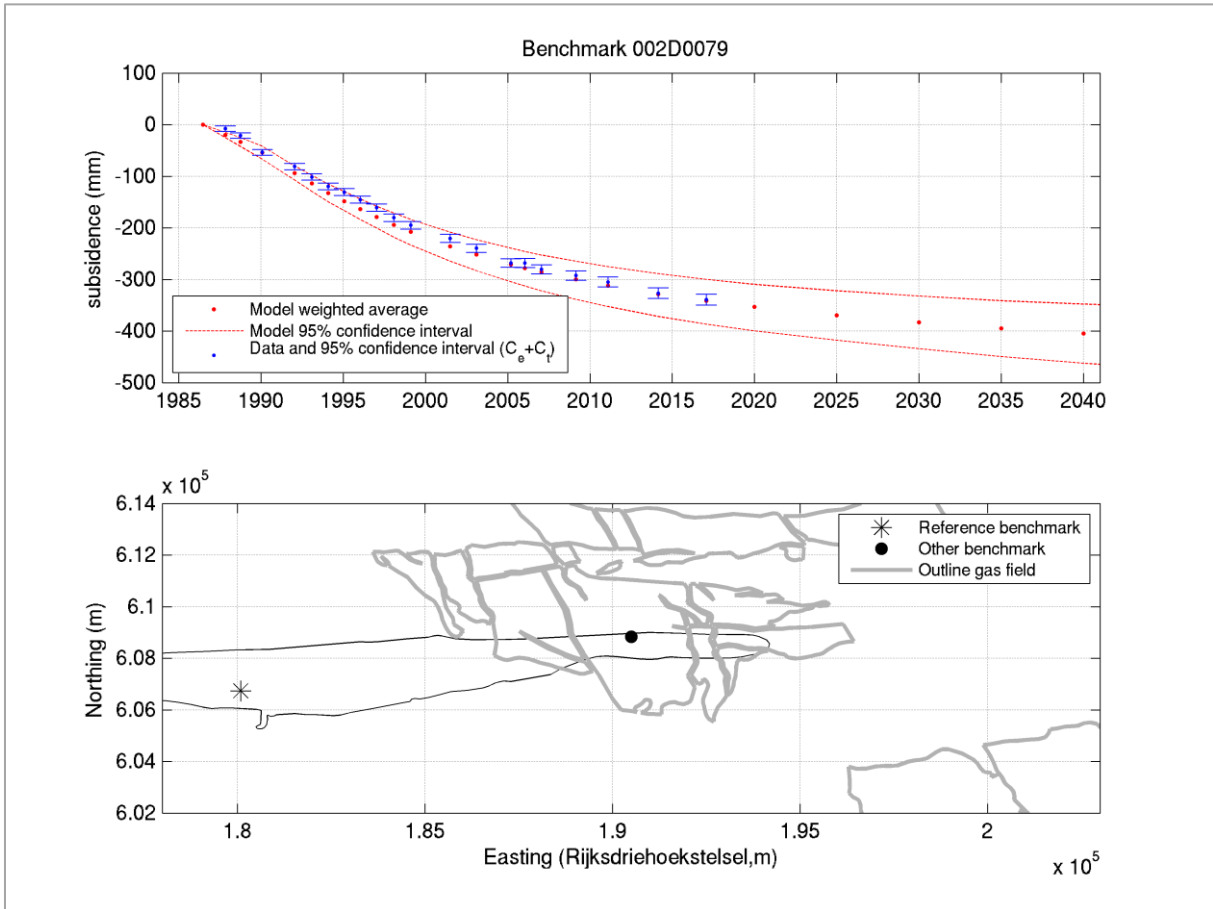 Benchmark 002D0079
100
0
-100
-200
-300
-400
-500
subsidence (mm)
Model weighted average
Model 95% confidence interval
Data and 95% confidence interval (C_e+C_t)
1985 1990 1995 2000 2005 2010 2015 2020 2025 2030 2035 2040
x 10^5
6.14
6.12
6.1
6.08
6.06
6.04
6.02
Northing (m)
Reference benchmark
Other benchmark
Outline gas field
1.8 1.85 1.9 1.95 2
Easting (Rijksdriehoekstelsel,m)
x 10^5